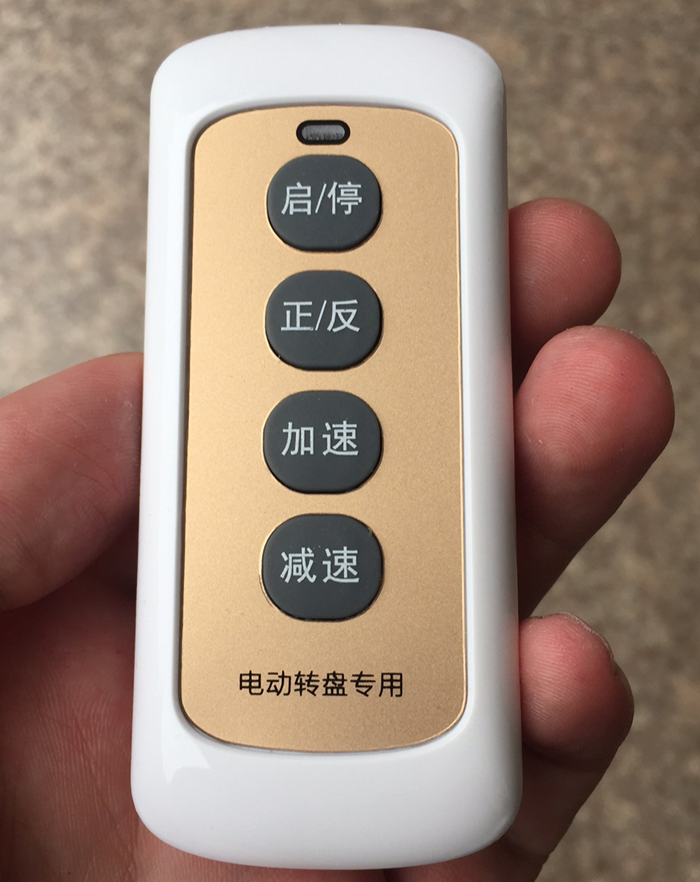 启/停
正/反
加速
减速
电动转盘专用